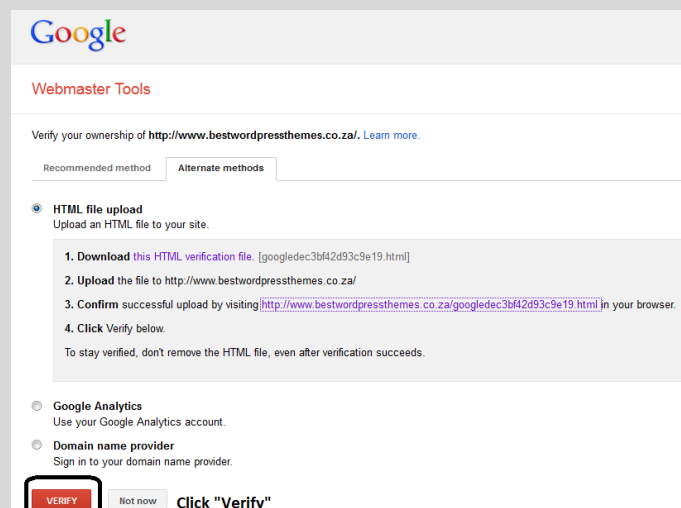 Google
Webmaster Tools
Verify your ownership of http://www.bestwordpressthemes.co.za/. Learn more.
Recommended method Alternate methods
HTML file upload
Upload an HTML file to your site.
1. Download this HTML verification file. [googledec3bf42d93c9e19.html]
2. Upload the file to http://www.bestwordpressthemes.co.za/
3. Confirm successful upload by visiting http://www.bestwordpressthemes.co.za/googledec3bf42d93c9e19.html in your browser.
4. Click Verify below.
To stay verified, don't remove the HTML file, even after verification succeeds.
Google Analytics
Use your Google Analytics account.
Domain name provider
Sign in to your domain name provider.
VERIFY Not now Click "Verify"